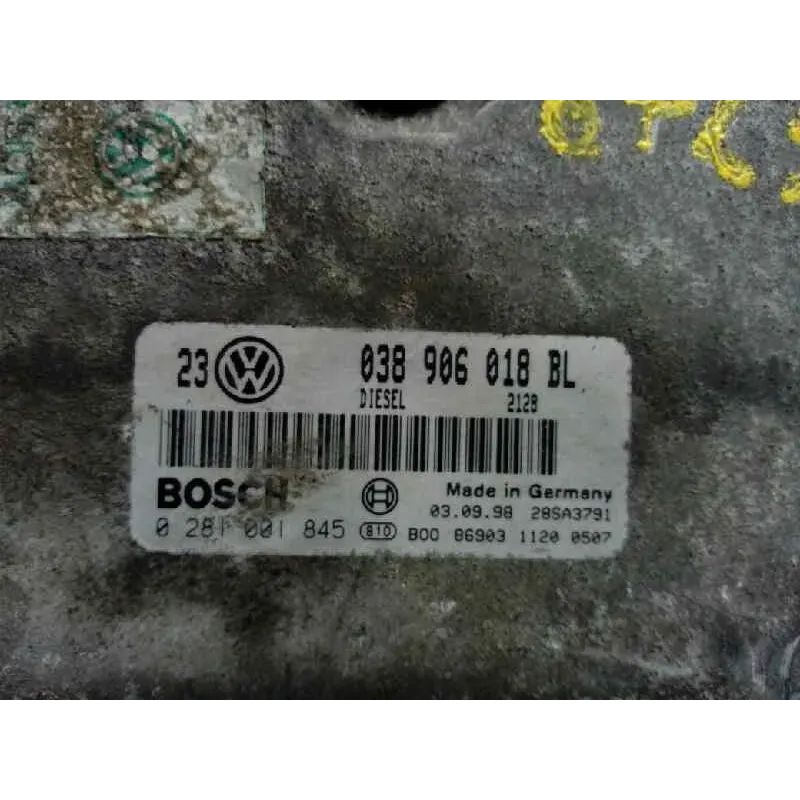 23 VW 038 906 018 BL
DIESEL 2128
BOSCH Made in Germany
03.09.98 28SA3791
0 281 001 845 810 B00 86903 1120 0507